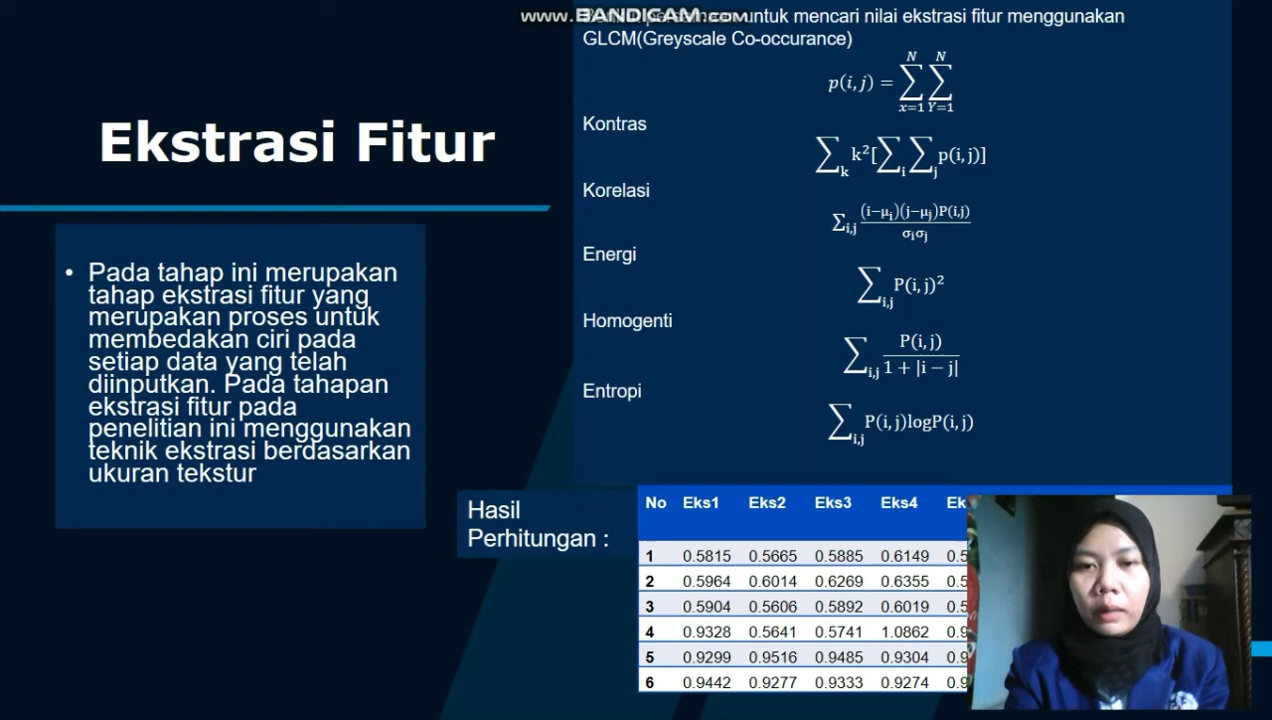 www.BANDICAM.com
untuk mencari nilai ekstrasi fitur menggunakan
GLCM(Greyscale Co-occurance)
p(i,j) = ∑_{x=1}^{N} ∑_{Y=1}^{N}
Ekstrasi Fitur
Kontras
∑_k k²[∑_i ∑_j p(i,j)]
Korelasi
∑_{i,j} (i−μ_i)(j−μ_j)P(i,j) / σ_iσ_j
Energi
∑_{i,j} P(i,j)²
Homogenti
∑_{i,j} P(i,j) / 1 + |i − j|
Entropi
∑_{i,j} P(i,j)logP(i,j)
• Pada tahap ini merupakan
tahap ekstrasi fitur yang
merupakan proses untuk
membedakan ciri pada
setiap data yang telah
diinputkan. Pada tahapan
ekstrasi fitur pada
penelitian ini menggunakan
teknik ekstrasi berdasarkan
ukuran tekstur
Hasil
Perhitungan :
No Eks1 Eks2 Eks3 Eks4
1 0.5815 0.5665 0.5885 0.6149
2 0.5964 0.6014 0.6269 0.6355
3 0.5904 0.5606 0.5892 0.6019
4 0.9328 0.5641 0.5741 1.0862
5 0.9299 0.9516 0.9485 0.9304
6 0.9442 0.9277 0.9333 0.9274